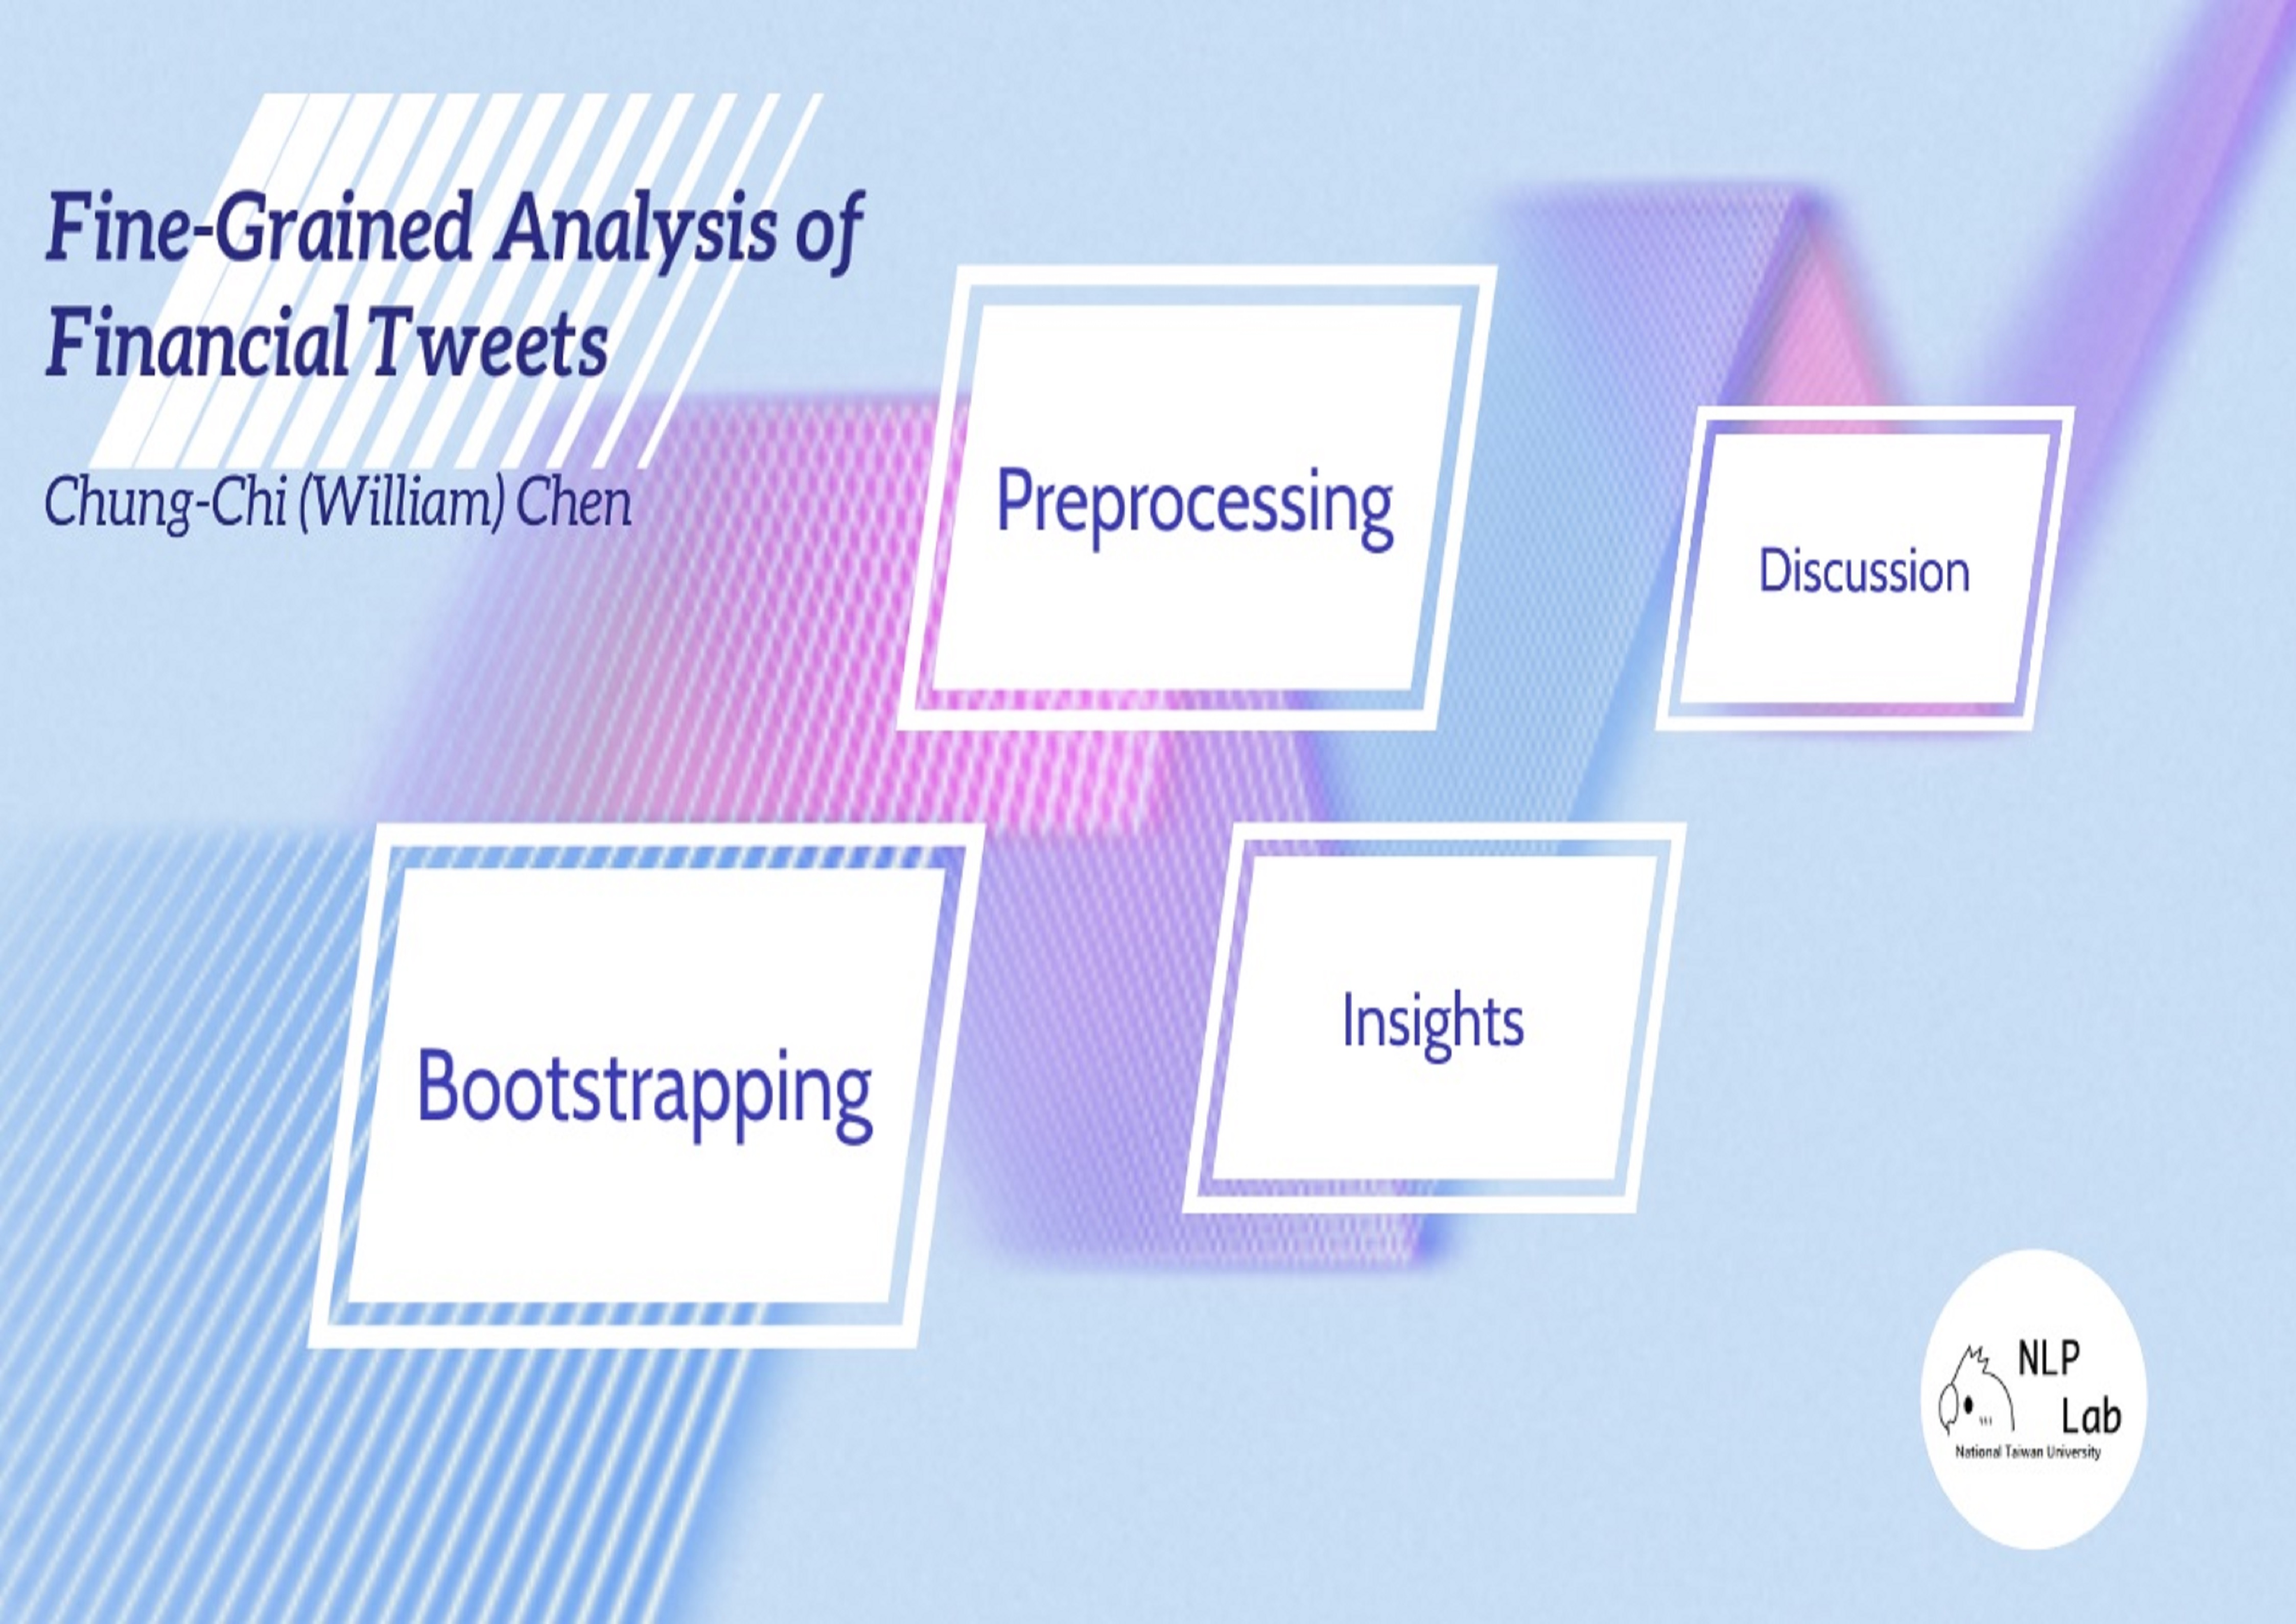 Fine-Grained Analysis of
Financial Tweets
Chung-Chi (William) Chen
Preprocessing
Discussion
Bootstrapping
Insights
NLP
Lab
National Taiwan University